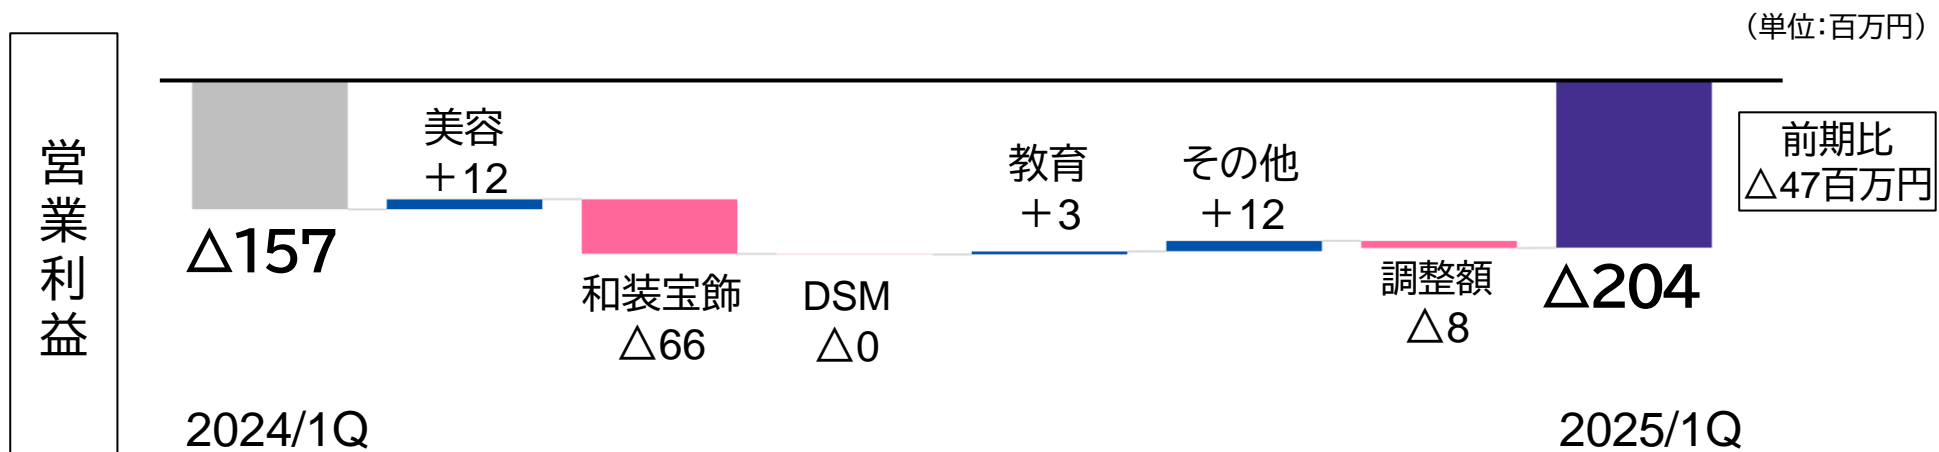 （単位：百万円）
営業利益
美容
＋12
教育
＋3
その他
＋12
前期比
△47百万円
△157
和装宝飾
△66
DSM
△0
調整額
△8
△204
2024/1Q
2025/1Q